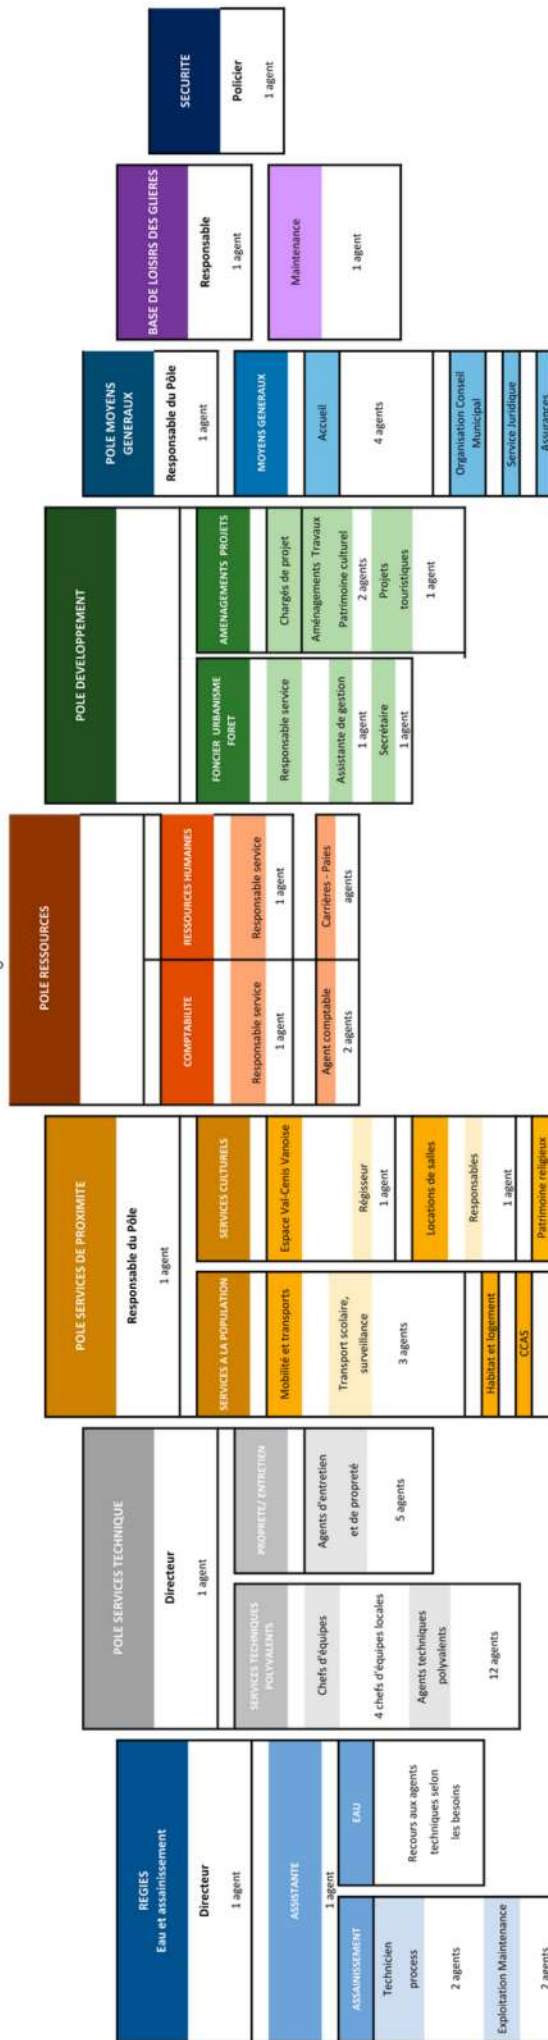 REGIES
Eau et assainissement
Directeur
1 agent
ASSISTANTE
1 agent
ASSAINISSEMENT
Technicien
process
2 agents
Exploitation Maintenance
2 agents
EAU
Recours aux agents
techniques selon
les besoins
POLE SERVICES TECHNIQUE
Directeur
1 agent
SERVICES TECHNIQUES
POLYVALENTS
Chefs d'équipes
4 chefs d'équipes locales
Agents techniques
polyvalents
12 agents
PROPRETE/ ENTRETIEN
Agents d'entretien
et de propreté
5 agents
POLE SERVICES DE PROXIMITE
Responsable du Pôle
1 agent
SERVICES A LA POPULATION
Mobilité et transports
Transport scolaire,
surveillance
3 agents
Habitat et logement
CCAS
SERVICES CULTURELS
Espace Val-Cenis Vanoise
Régisseur
1 agent
Locations de salles
Responsables
1 agent
Patrimoine religieux
POLE RESSOURCES
COMPTABILITE
Responsable service
1 agent
Agent comptable
2 agents
RESSOURCES HUMAINES
Responsable service
1 agent
Carrières - Paies
agents
POLE DEVELOPPEMENT
FONCIER URBANISME
FORET
Responsable service
Assistante de gestion
1 agent
Secrétaire
1 agent
AMENAGEMENTS PROJETS
Chargés de projet
Aménagements Travaux
Patrimoine culturel
2 agents
Projets
touristiques
1 agent
POLE MOYENS
GENERAUX
Responsable du Pôle
1 agent
MOYENS GENERAUX
Accueil
4 agents
Organisation Conseil
Municipal
Service Juridique
Assurances
BASE DE LOISIRS DES GLIERES
Responsable
1 agent
Maintenance
1 agent
SECURITE
Policier
1 agent